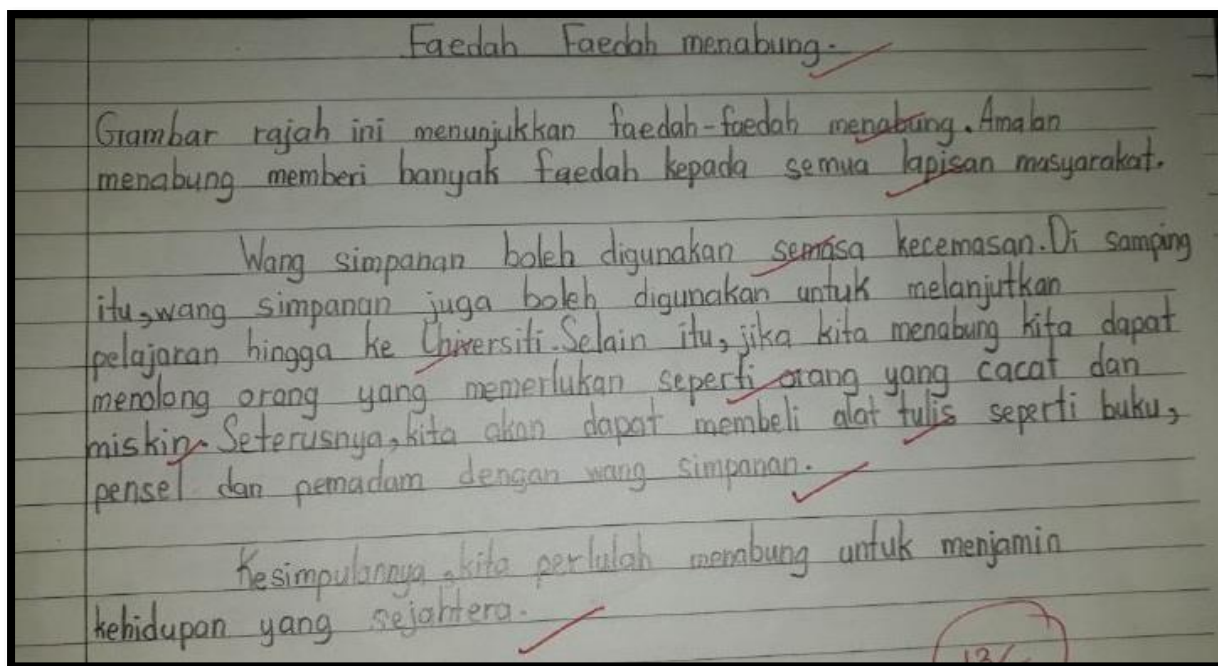 Faedah Faedah menabung.
Gambar rajah ini menunjukkan faedah-faedah menabung. Amalan
menabung memberi banyak faedah kepada semua lapisan masyarakat.
Wang simpanan boleh digunakan semasa kecemasan. Di samping
itu, wang simpanan juga boleh digunakan untuk melanjutkan
pelajaran hingga ke Universiti. Selain itu, jika kita menabung kita dapat
menolong orang yang memerlukan seperti orang yang cacat dan
miskin. Seterusnya, kita akan dapat membeli alat tulis seperti buku,
pensel dan pemadam dengan wang simpanan.
Kesimpulannya, kita perlulah menabung untuk menjamin
kehidupan yang sejahtera.